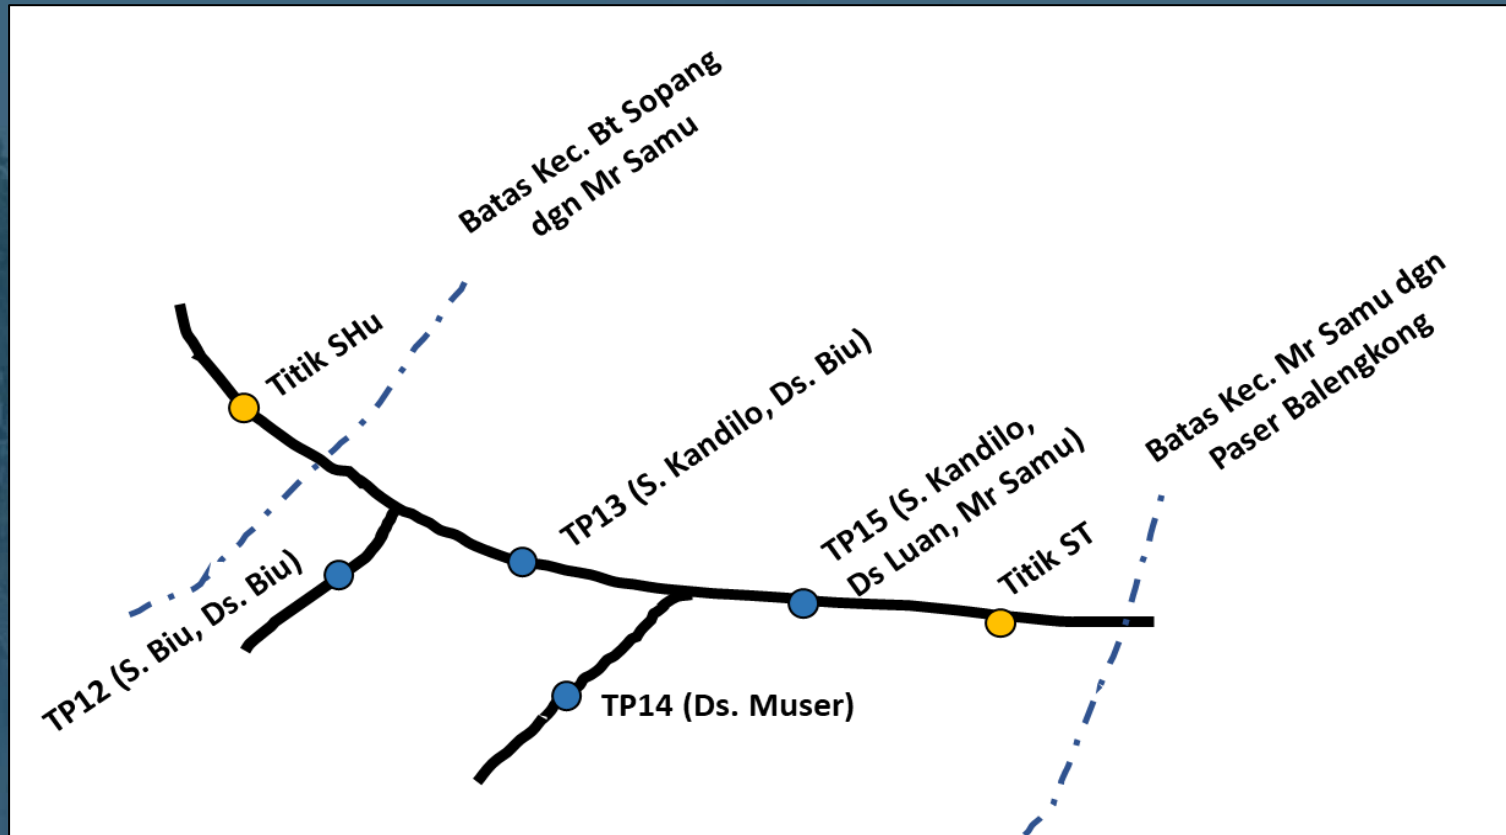 Batas Kec. Bt Sopang
dgn Mr Samu
Titik SHu
Batas Kec. Mr Samu dgn
Paser Balengkong
TP13 (S. Kandilo, Ds. Biu)
TP15 (S. Kandilo,
Ds Luan, Mr Samu)
Titik ST
TP12 (S. Biu, Ds. Biu)
TP14 (Ds. Muser)